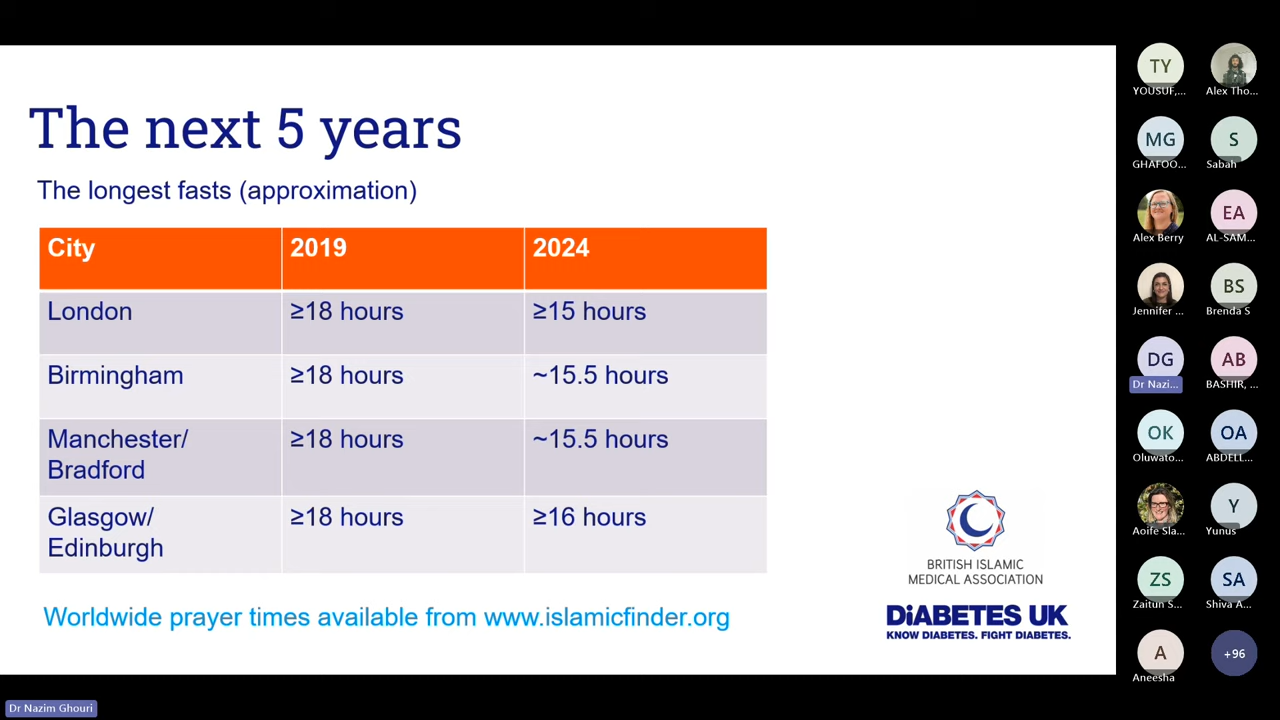 The next 5 years
The longest fasts (approximation)
City 2019 2024
London ≥18 hours ≥15 hours
Birmingham ≥18 hours ~15.5 hours
Manchester/ ≥18 hours ~15.5 hours
Bradford
Glasgow/ ≥18 hours ≥16 hours
Edinburgh
Worldwide prayer times available from www.islamicfinder.org
BRITISH ISLAMIC
MEDICAL ASSOCIATION
DiABETES UK
KNOW DIABETES. FIGHT DIABETES.
TY
YOUSUF,...
Alex Tho...
MG
GHAFOO...
S
Sabah
Alex Berry
EA
AL-SAM...
Jennifer ...
BS
Brenda S
DG
Dr Nazi...
AB
BASHIR, ...
OK
Oluwato...
OA
ABDELL...
Aoife Sla...
Y
Yunus
ZS
Zaitun S...
SA
Shiva A...
A
Aneesha
+96
Dr Nazim Ghouri